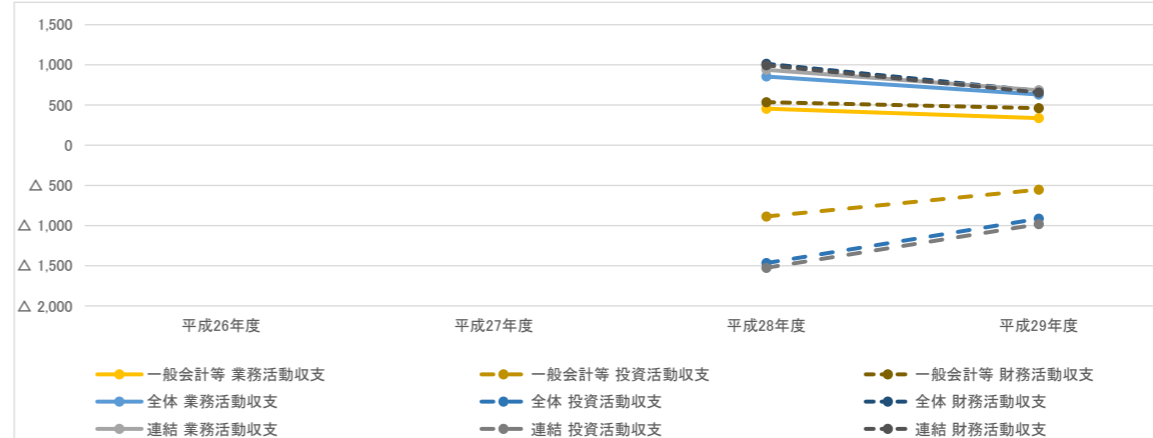 1,500
1,000
500
0
△ 500
△ 1,000
△ 1,500
△ 2,000
平成26年度 平成27年度 平成28年度 平成29年度
一般会計等 業務活動収支 一般会計等 投資活動収支 一般会計等 財務活動収支
全体 業務活動収支 全体 投資活動収支 全体 財務活動収支
連結 業務活動収支 連結 投資活動収支 連結 財務活動収支